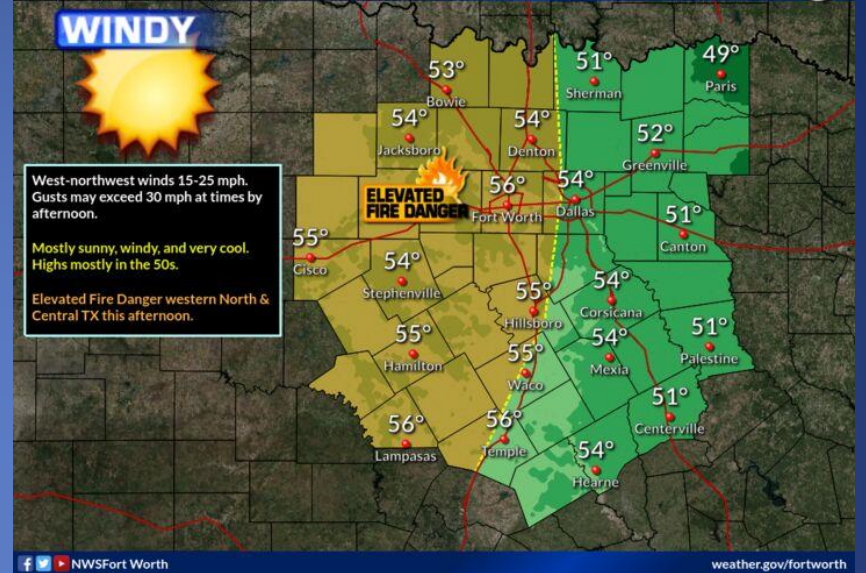 WINDY
West-northwest winds 15-25 mph.
Gusts may exceed 30 mph at times by
afternoon.
Mostly sunny, windy, and very cool.
Highs mostly in the 50s.
Elevated Fire Danger western North &
Central TX this afternoon.
53°
Bowie
51°
Sherman
49°
Paris
54°
Jacksboro
54°
Denton
52°
Greenville
ELEVATED
FIRE DANGER
56°
Fort Worth
54°
Dallas
51°
Canton
55°
Cisco
54°
Stephenville
55°
Hillsboro
54°
Corsicana
55°
Hamilton
55°
Waco
54°
Mexia
51°
Palestine
56°
Lampasas
56°
Temple
51°
Centerville
54°
Hearne
NWSFort Worth
weather.gov/fortworth